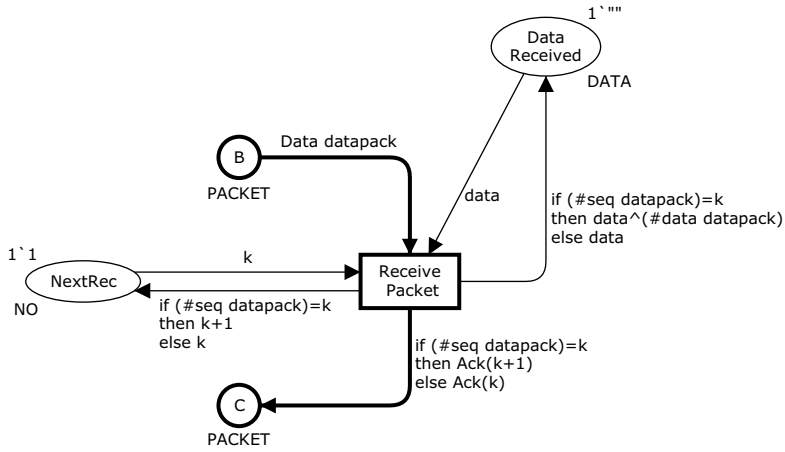 1`""
Data
Received
DATA
Data datapack
B
PACKET
data
if (#seq datapack)=k
then data^(#data datapack)
else data
1`1
NextRec
NO
k
Receive
Packet
if (#seq datapack)=k
then k+1
else k
if (#seq datapack)=k
then Ack(k+1)
else Ack(k)
C
PACKET